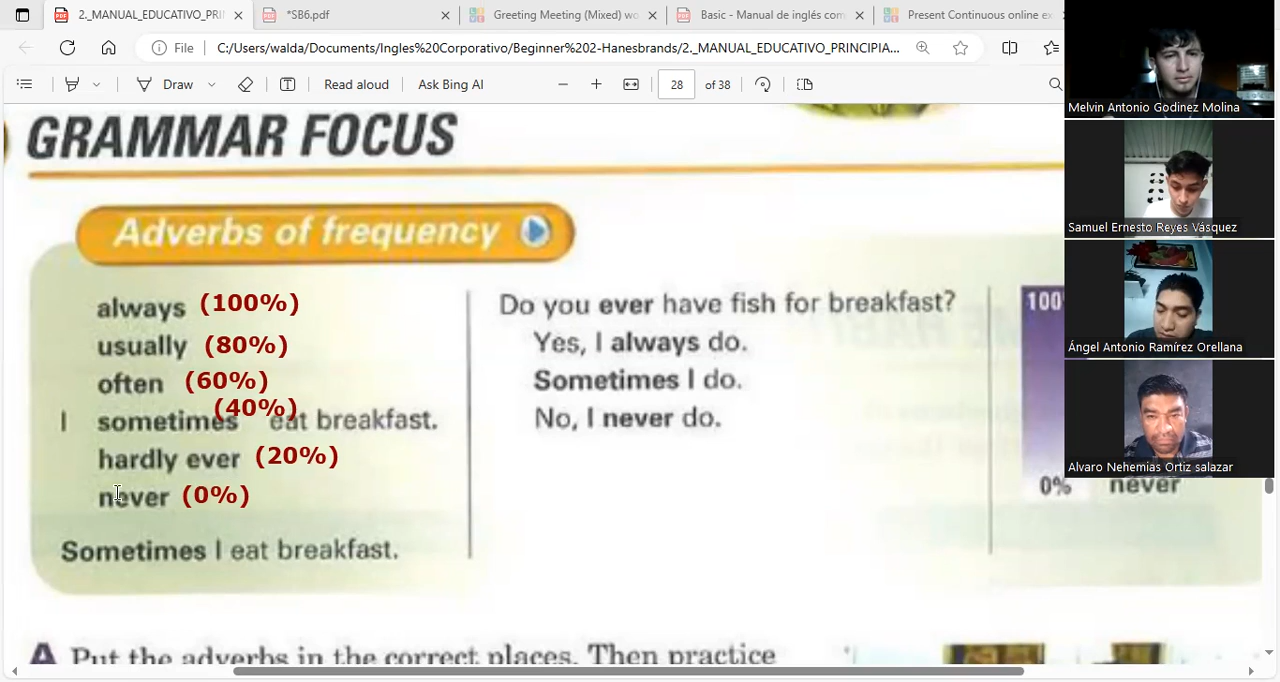 2._MANUAL_EDUCATIVO_PRI
*SB6.pdf
Greeting Meeting (Mixed) wo
Basic - Manual de inglés com
Present Continuous online ex
File
C:/Users/walda/Documents/Ingles%20Corporativo/Beginner%202-Hanesbrands/2._MANUAL_EDUCATIVO_PRINCIPIA...
Draw
Read aloud
Ask Bing AI
28 of 38
GRAMMAR FOCUS
Adverbs of frequency
always (100%)
usually (80%)
often (60%)
(40%)
I sometimes eat breakfast.
hardly ever (20%)
never (0%)
Sometimes I eat breakfast.
Do you ever have fish for breakfast?
Yes, I always do.
Sometimes I do.
No, I never do.
100
0% never
A Put the adverbs in the correct places. Then practice
Melvin Antonio Godinez Molina
Samuel Ernesto Reyes Vásquez
Ángel Antonio Ramírez Orellana
Alvaro Nehemias Ortiz salazar